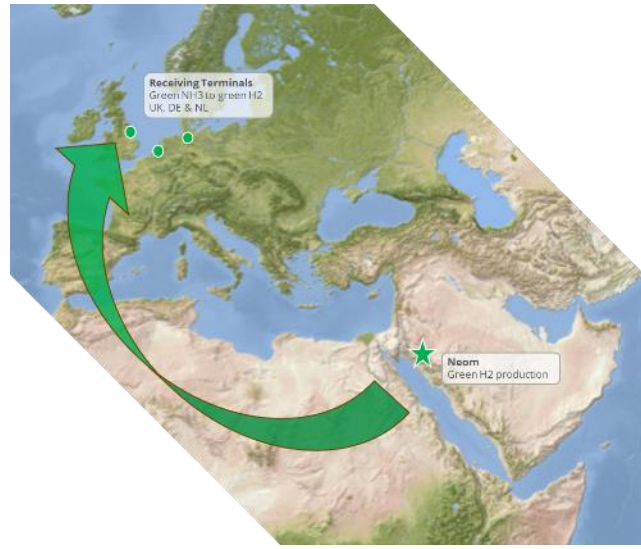 Receiving Terminals
Green NH3 to green H2
UK, DE & NL
Neom
Green H2 production